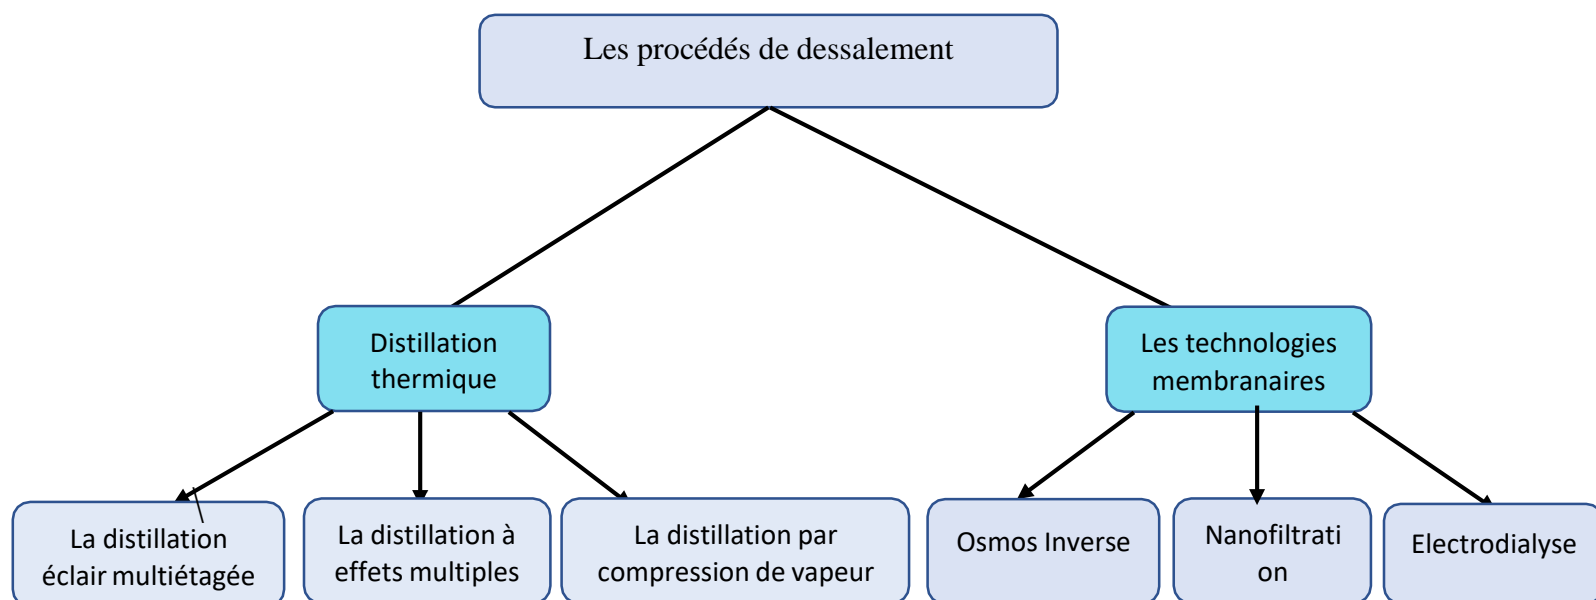 Les procédés de dessalement
Distillation
thermique
Les technologies
membranaires
La distillation
éclair multiétagée
La distillation à
effets multiples
La distillation par
compression de vapeur
Osmos Inverse
Nanofiltrati
on
Electrodialyse